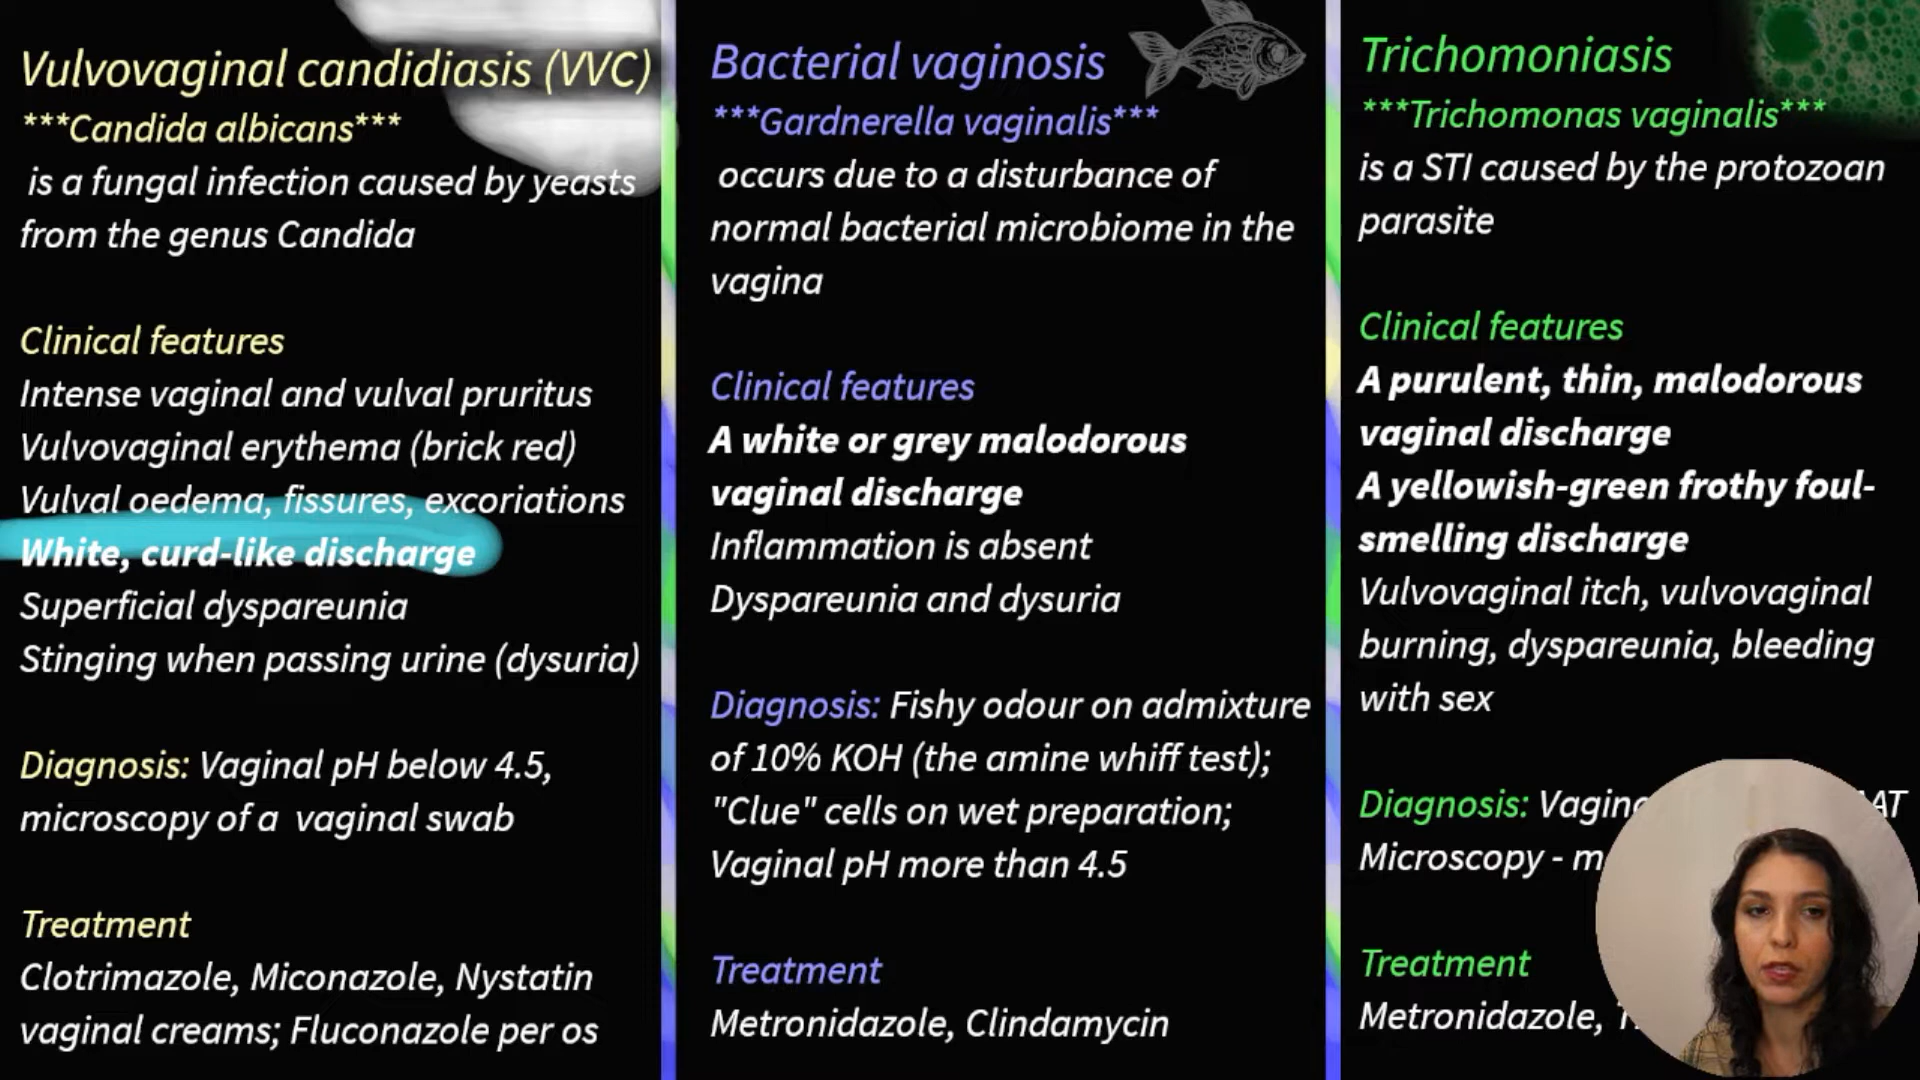 Vulvovaginal candidiasis (VVC)
***Candida albicans***
is a fungal infection caused by yeasts
from the genus Candida
Clinical features
Intense vaginal and vulval pruritus
Vulvovaginal erythema (brick red)
Vulval oedema, fissures, excoriations
White, curd-like discharge
Superficial dyspareunia
Stinging when passing urine (dysuria)
Diagnosis: Vaginal pH below 4.5,
microscopy of a vaginal swab
Treatment
Clotrimazole, Miconazole, Nystatin
vaginal creams; Fluconazole per os
Bacterial vaginosis
***Gardnerella vaginalis***
occurs due to a disturbance of
normal bacterial microbiome in the
vagina
Clinical features
A white or grey malodorous
vaginal discharge
Inflammation is absent
Dyspareunia and dysuria
Diagnosis: Fishy odour on admixture
of 10% KOH (the amine whiff test);
"Clue" cells on wet preparation;
Vaginal pH more than 4.5
Treatment
Metronidazole, Clindamycin
Trichomoniasis
***Trichomonas vaginalis***
is a STI caused by the protozoan
parasite
Clinical features
A purulent, thin, malodorous
vaginal discharge
A yellowish-green frothy foul-
smelling discharge
Vulvovaginal itch, vulvovaginal
burning, dyspareunia, bleeding
with sex
Diagnosis:
Microscopy -
Treatment
Metronidazole,